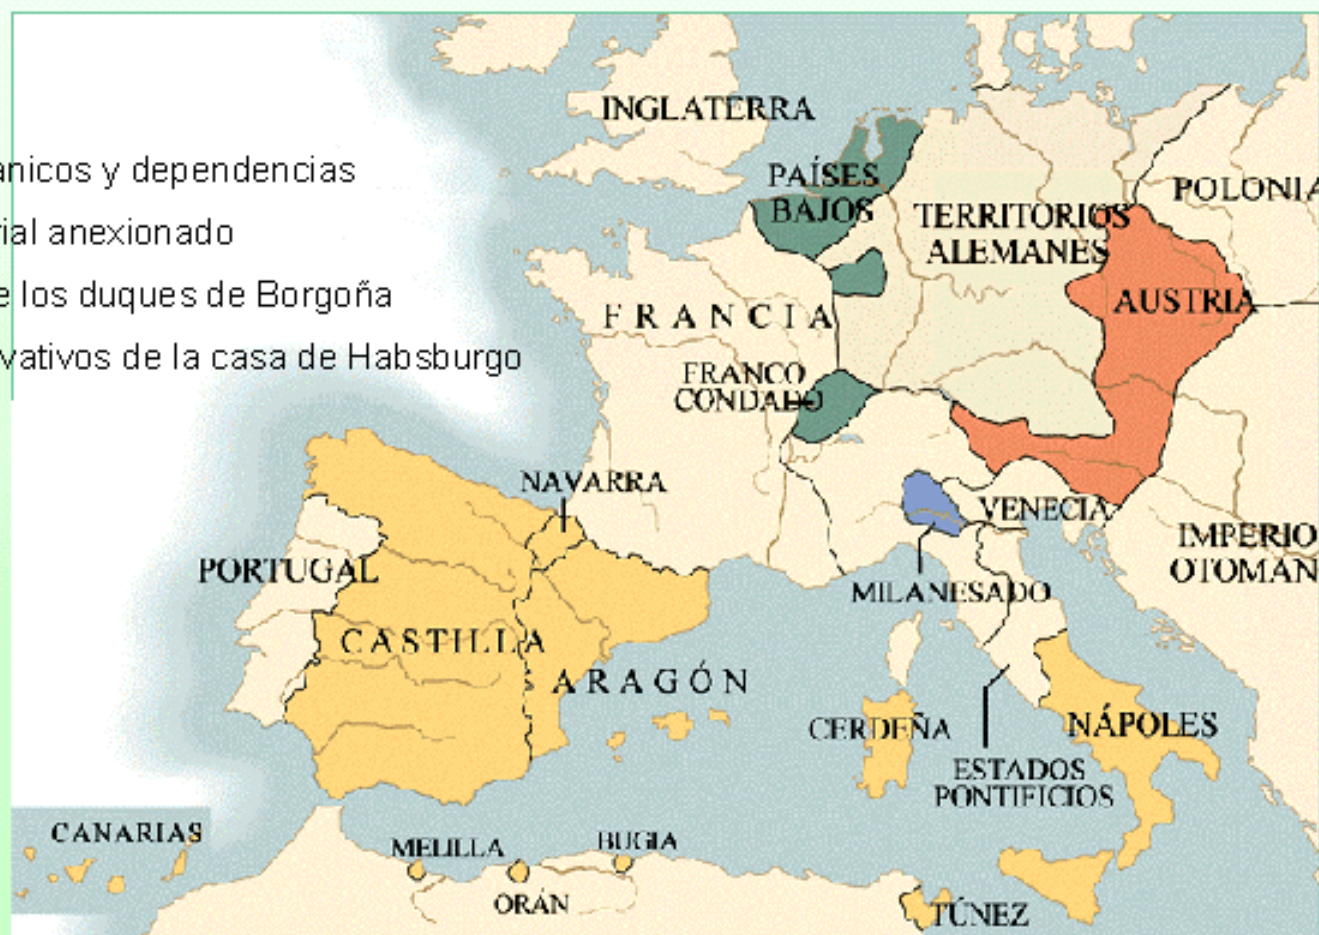 INGLATERRA
anicos y dependencias
PAÍSES
BAJOS
POLONIA
rial anexionado
TERRITORIOS
ALEMANES
e los duques de Borgoña
AUSTRIA
FRANCIA
vativos de la casa de Habsburgo
FRANCO
CONDADO
NAVARRA
VENECIA
IMPERIO
OTOMAN
PORTUGAL
MILANESADO
CASTILLA
ARAGÓN
CERDEÑA
NÁPOLES
ESTADOS
PONTIFICIOS
CANARIAS
MELILLA
BUGIA
ORÁN
TÚNEZ